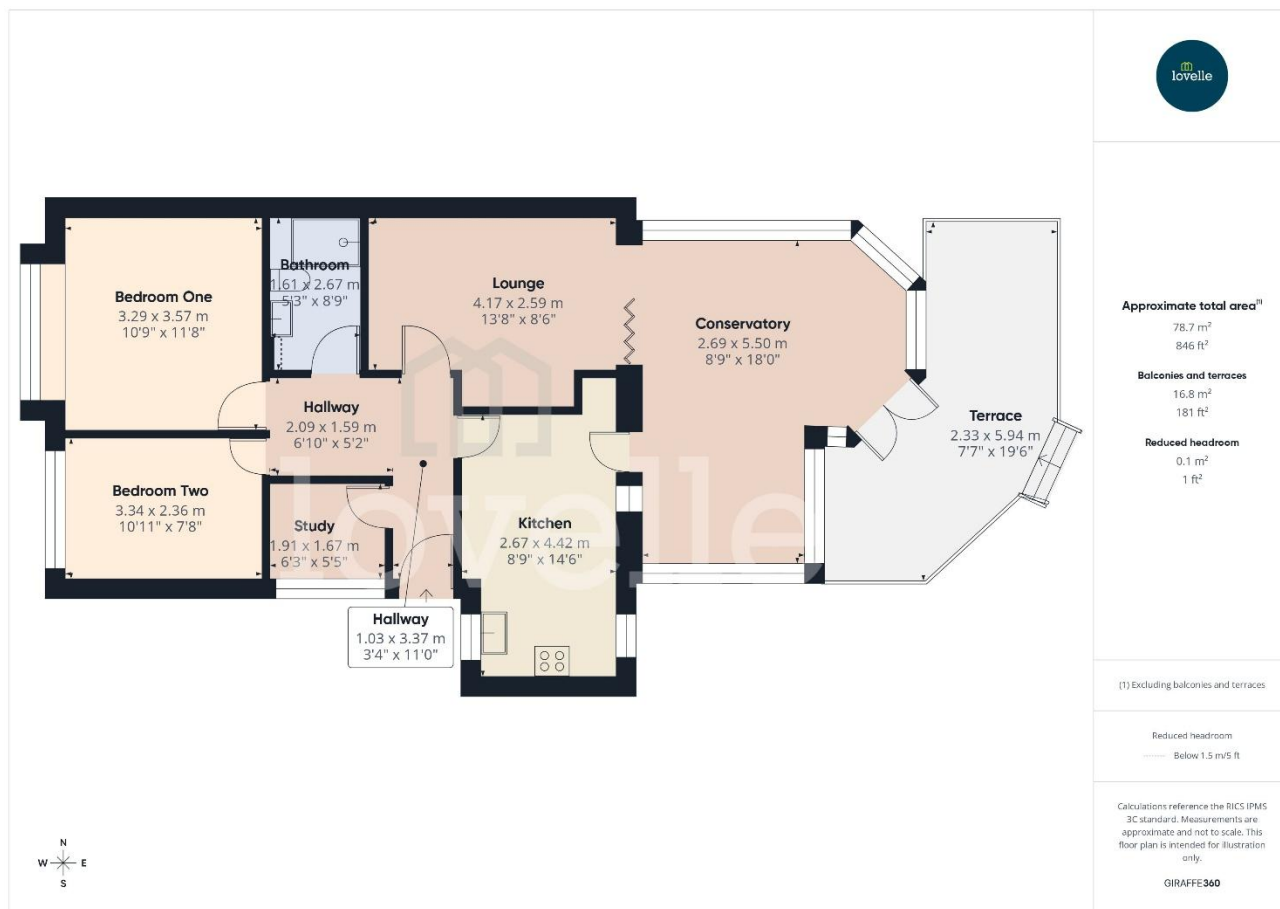 Bedroom One
3.29 x 3.57 m
10'9" x 11'8"
Bathroom
1.61 x 2.67 m
5'3" x 8'9"
Lounge
4.17 x 2.59 m
13'8" x 8'6"
Conservatory
2.69 x 5.50 m
8'9" x 18'0"
Hallway
2.09 x 1.59 m
6'10" x 5'2"
Terrace
2.33 x 5.94 m
7'7" x 19'6"
Bedroom Two
3.34 x 2.36 m
10'11" x 7'8"
Study
1.91 x 1.67 m
6'3" x 5'5"
Kitchen
2.67 x 4.42 m
8'9" x 14'6"
Hallway
1.03 x 3.37 m
3'4" x 11'0"
lovelle
N
W E
S
lovelle
Approximate total area(1)
78.7 m²
846 ft²
Balconies and terraces
16.8 m²
181 ft²
Reduced headroom
0.1 m²
1 ft²
(1) Excluding balconies and terraces
Reduced headroom
Below 1.5 m/5 ft
Calculations reference the RICS IPMS
3C standard. Measurements are
approximate and not to scale. This
floor plan is intended for illustration
only.
GIRAFFE360